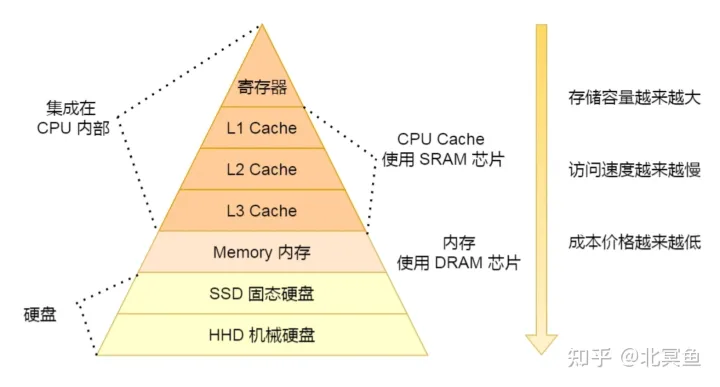 寄存器
集成在
CPU 内部
L1 Cache
L2 Cache
L3 Cache
CPU Cache
使用 SRAM 芯片
Memory 内存
内存
使用 DRAM 芯片
SSD 固态硬盘
硬盘
HHD 机械硬盘
存储容量越来越大
访问速度越来越慢
成本价格越来越低
知乎 @北冥鱼